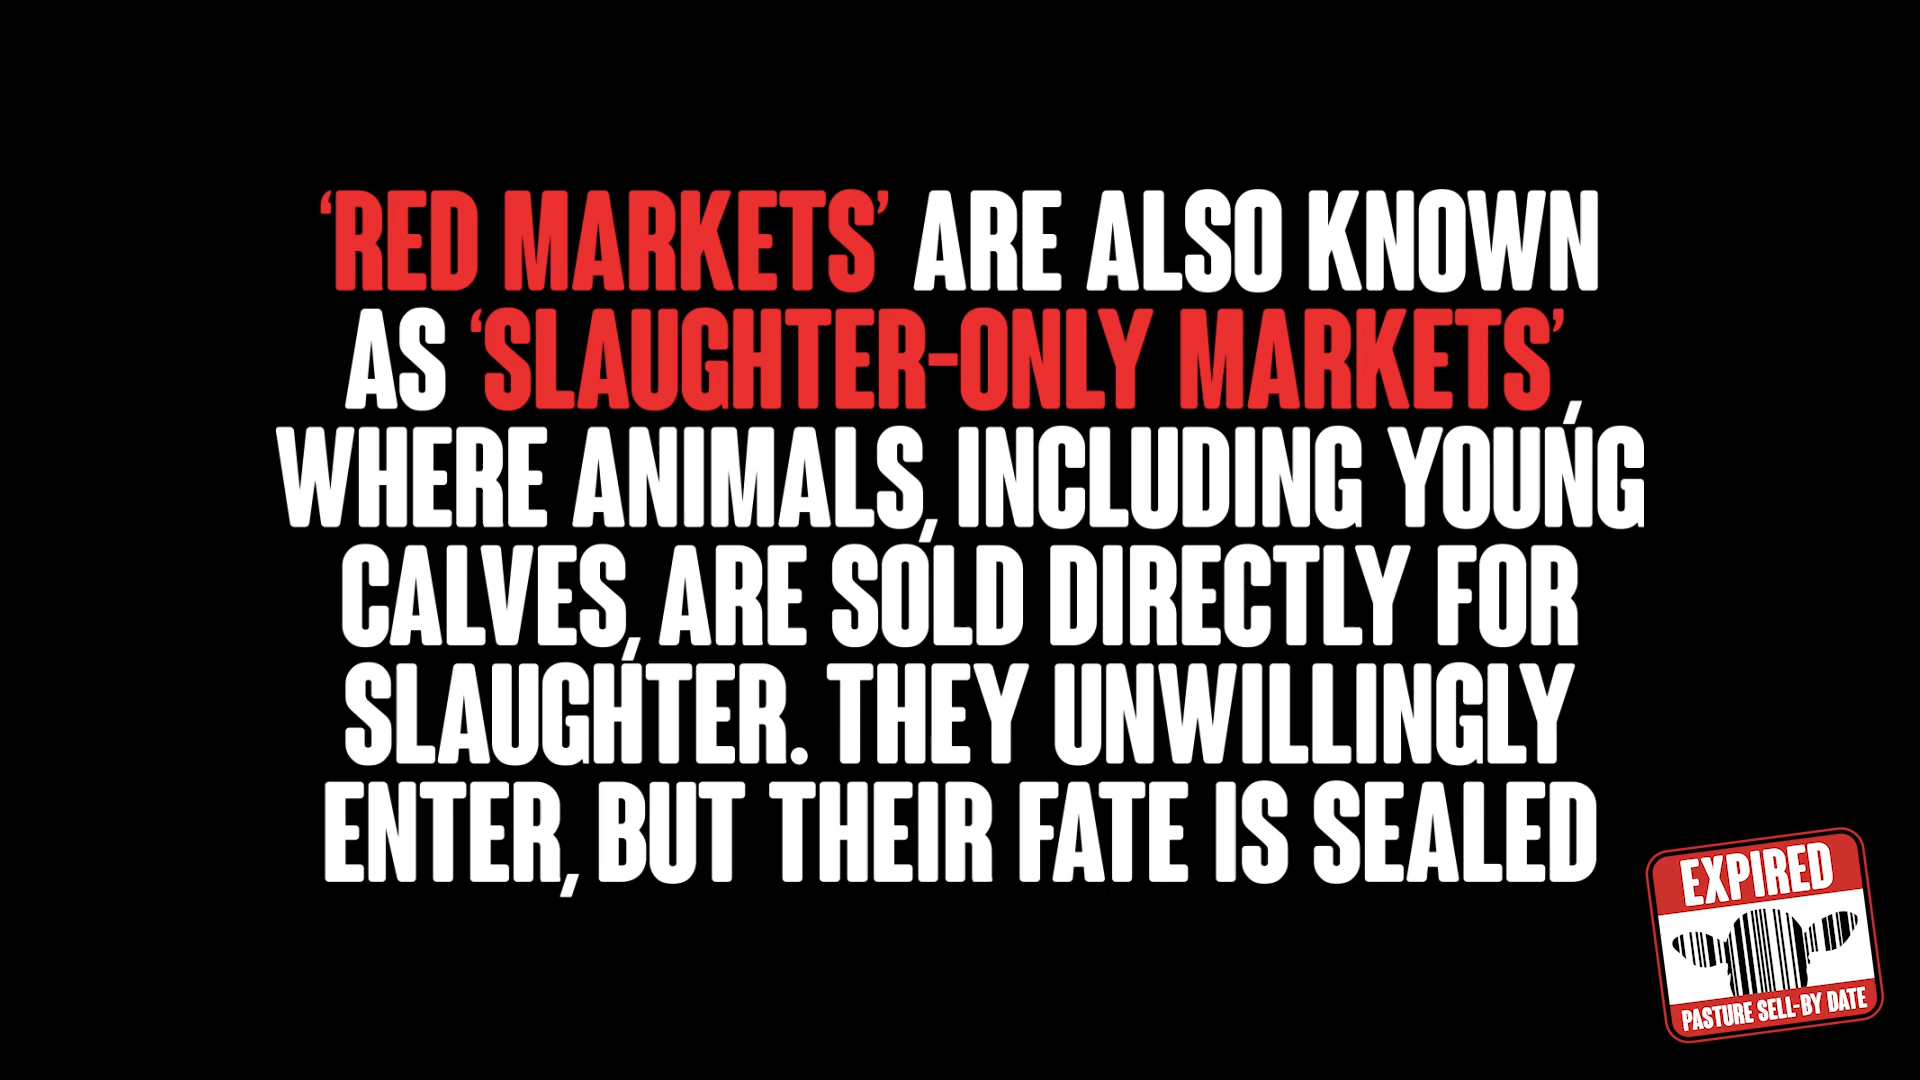 ‘RED MARKETS’ ARE ALSO KNOWN
AS ‘SLAUGHTER-ONLY MARKETS’,
WHERE ANIMALS, INCLUDING YOUNG
CALVES, ARE SOLD DIRECTLY FOR
SLAUGHTER. THEY UNWILLINGLY
ENTER, BUT THEIR FATE IS SEALED
EXPIRED
PASTURE SELL-BY DATE